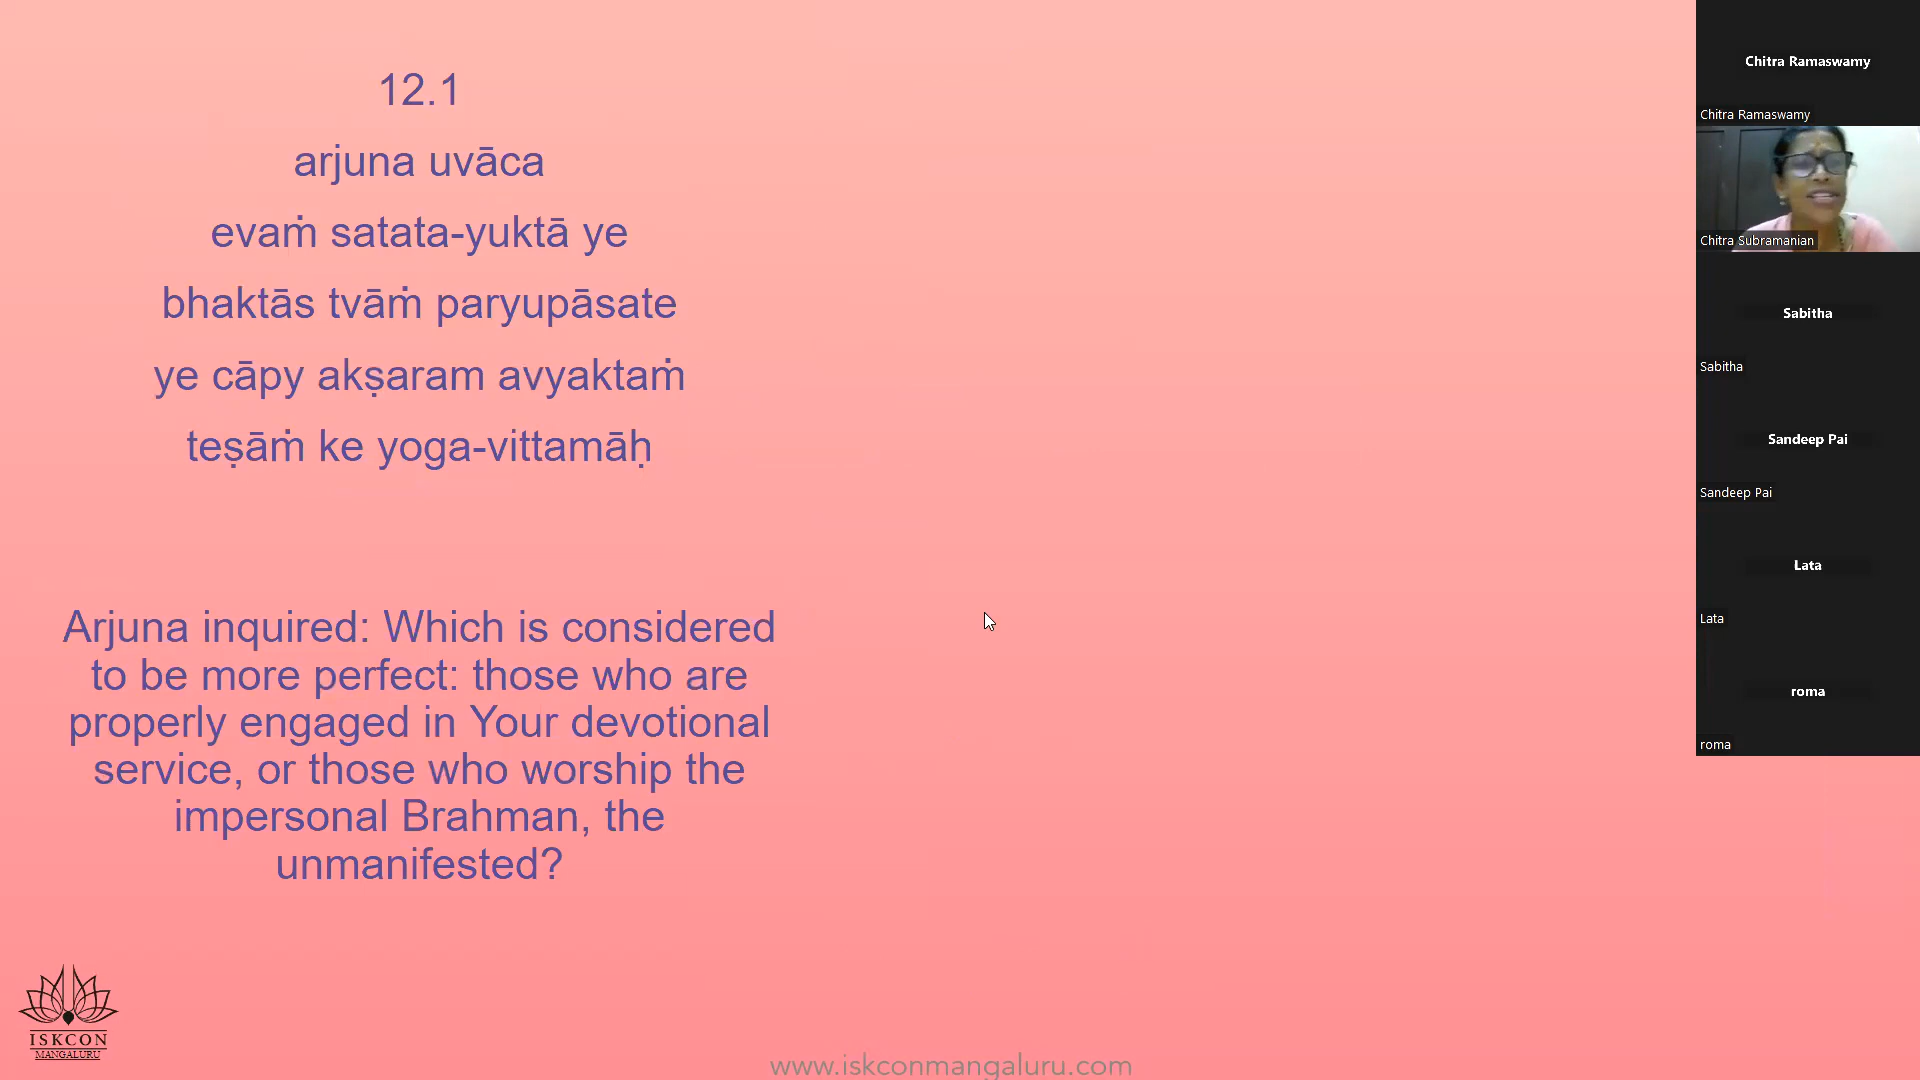 12.1
arjuna uvāca
evaṁ satata-yuktā ye
bhaktās tvāṁ paryupāsate
ye cāpy akṣaram avyaktaṁ
teṣāṁ ke yoga-vittamāḥ
Arjuna inquired: Which is considered
to be more perfect: those who are
properly engaged in Your devotional
service, or those who worship the
impersonal Brahman, the
unmanifested?
ISKCON
MANGALURU
www.iskconmangaluru.com
Chitra Ramaswamy
Chitra Ramaswamy
Chitra Subramanian
Sabitha
Sabitha
Sandeep Pai
Sandeep Pai
Lata
Lata
roma
roma